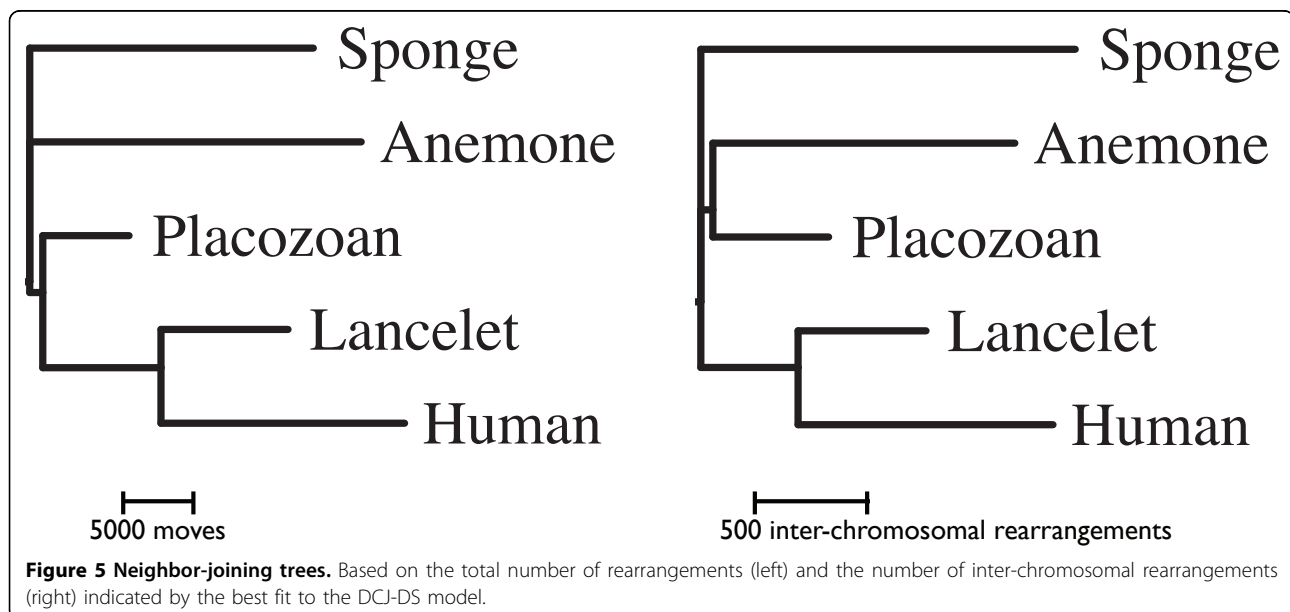 Sponge
Anemone
Placozoan
Lancelet
Human
5000 moves
Sponge
Anemone
Placozoan
Lancelet
Human
500 inter-chromosomal rearrangements
Figure 5 Neighbor-joining trees. Based on the total number of rearrangements (left) and the number of inter-chromosomal rearrangements
(right) indicated by the best fit to the DCJ-DS model.